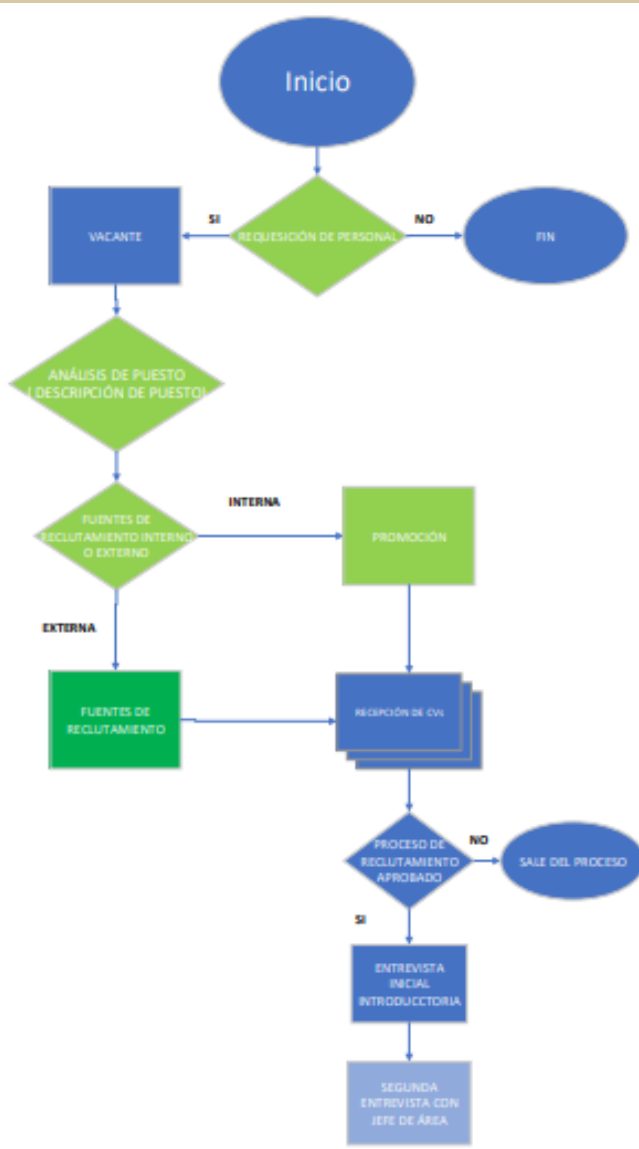 Inicio
SI
NO
VACANTE
REQUESICIÓN DE PERSONAL
FIN
ANÁLISIS DE PUESTO
( DESCRIPCIÓN DE PUESTO)
INTERNA
FUENTES DE
RECLUTAMIENTO INTERNO
O EXTERNO
PROMOCIÓN
EXTERNA
FUENTES DE
RECLUTAMIENTO
RECEPCIÓN DE CVs
PROCESO DE
RECLUTAMIENTO
APROBADO
NO
SALE DEL PROCESO
SI
ENTREVISTA
INICIAL
INTRODUCCTORIA
SEGUNDA
ENTREVISTA CON
JEFE DE ÁREA